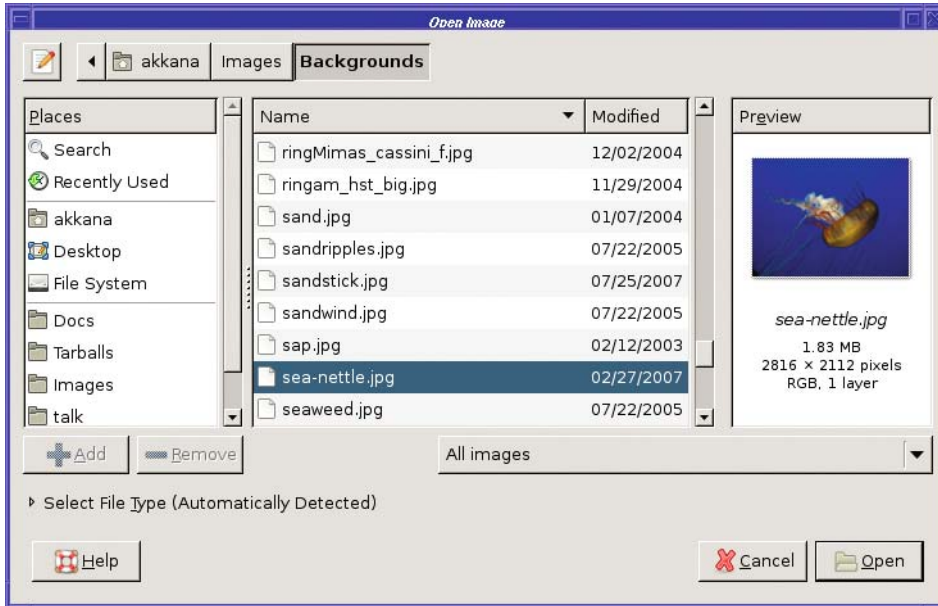 Open Image
akkana Images Backgrounds
Places
Search
Recently Used
akkana
Desktop
File System
Docs
Tarballs
Images
talk
Name Modified
ringMimas_cassini_f.jpg 12/02/2004
ringam_hst_big.jpg 11/29/2004
sand.jpg 01/07/2004
sandripples.jpg 07/22/2005
sandstick.jpg 07/25/2007
sandwind.jpg 07/22/2005
sap.jpg 02/12/2003
sea-nettle.jpg 02/27/2007
seaweed.jpg 07/22/2005
Preview
sea-nettle.jpg
1.83 MB
2816 × 2112 pixels
RGB, 1 layer
Add Remove All images
Select File Type (Automatically Detected)
Help Cancel Open